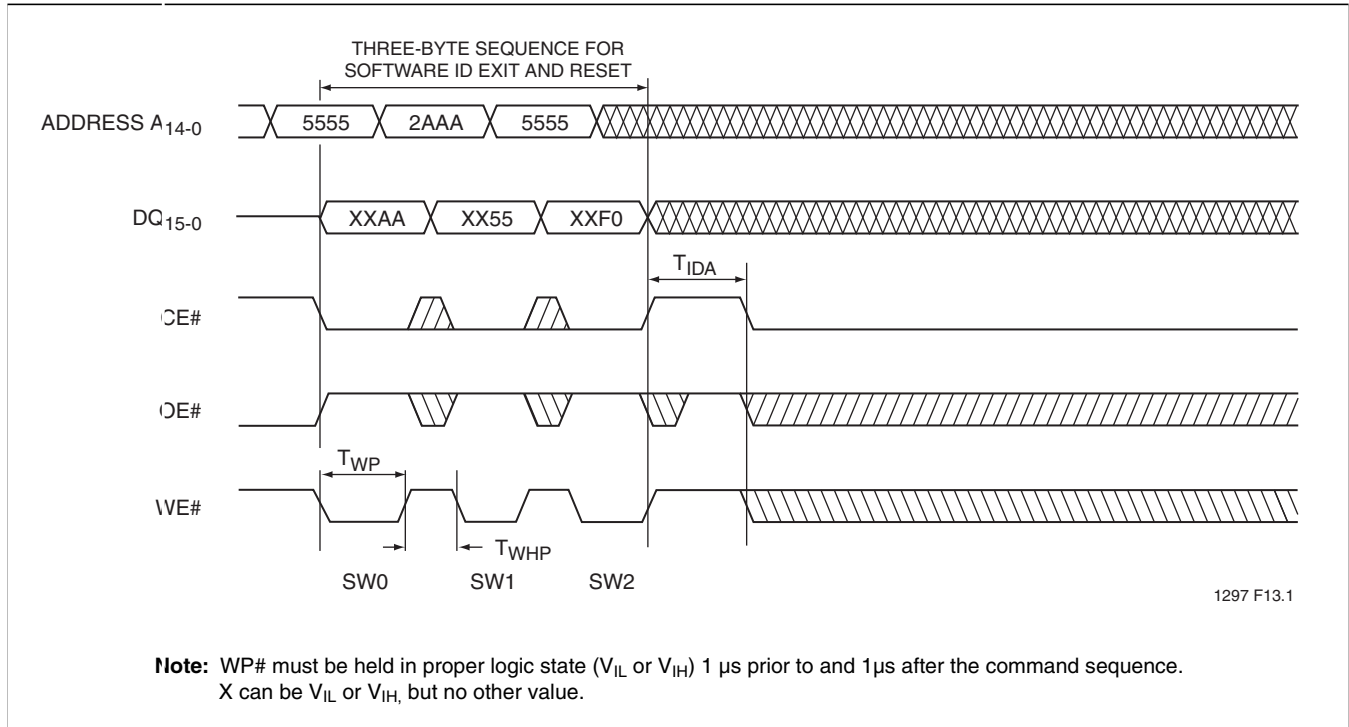 THREE-BYTE SEQUENCE FOR
SOFTWARE ID EXIT AND RESET
ADDRESS A14-0
5555 2AAA 5555
DQ15-0
XXAA XX55 XXF0
TIDA
CE#
OE#
TWP
WE#
TWHP
SW0 SW1 SW2
1297 F13.1
Note: WP# must be held in proper logic state (VIL or VIH) 1 µs prior to and 1µs after the command sequence.
X can be VIL or VIH, but no other value.